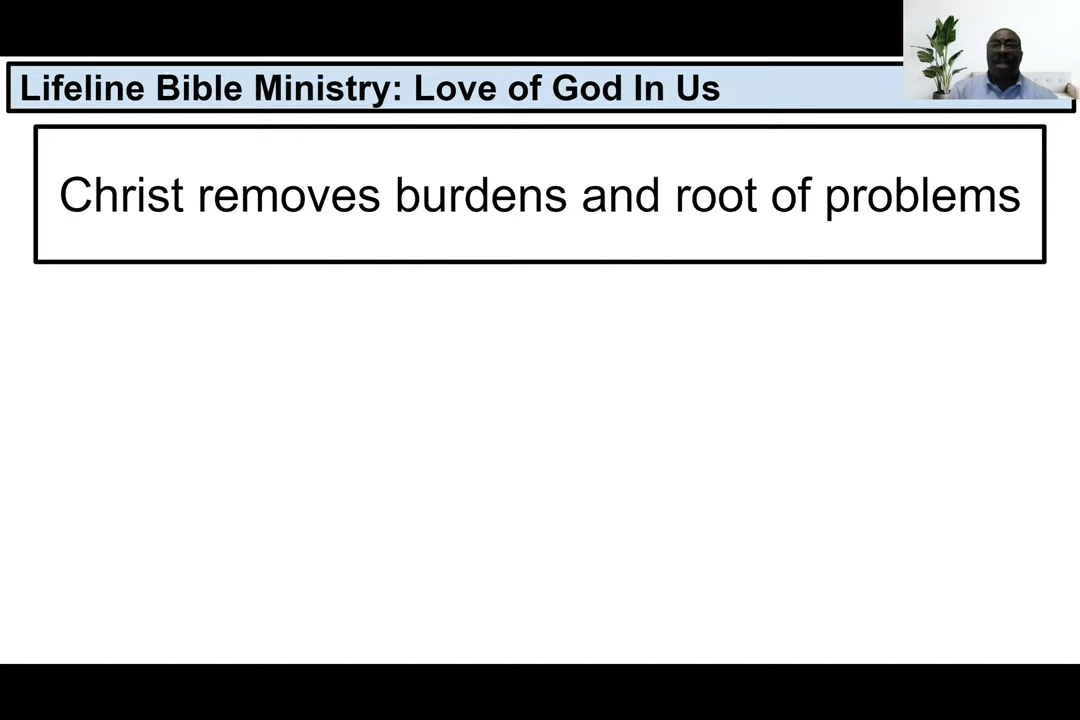 Lifeline Bible Ministry: Love of God In Us
Christ removes burdens and root of problems